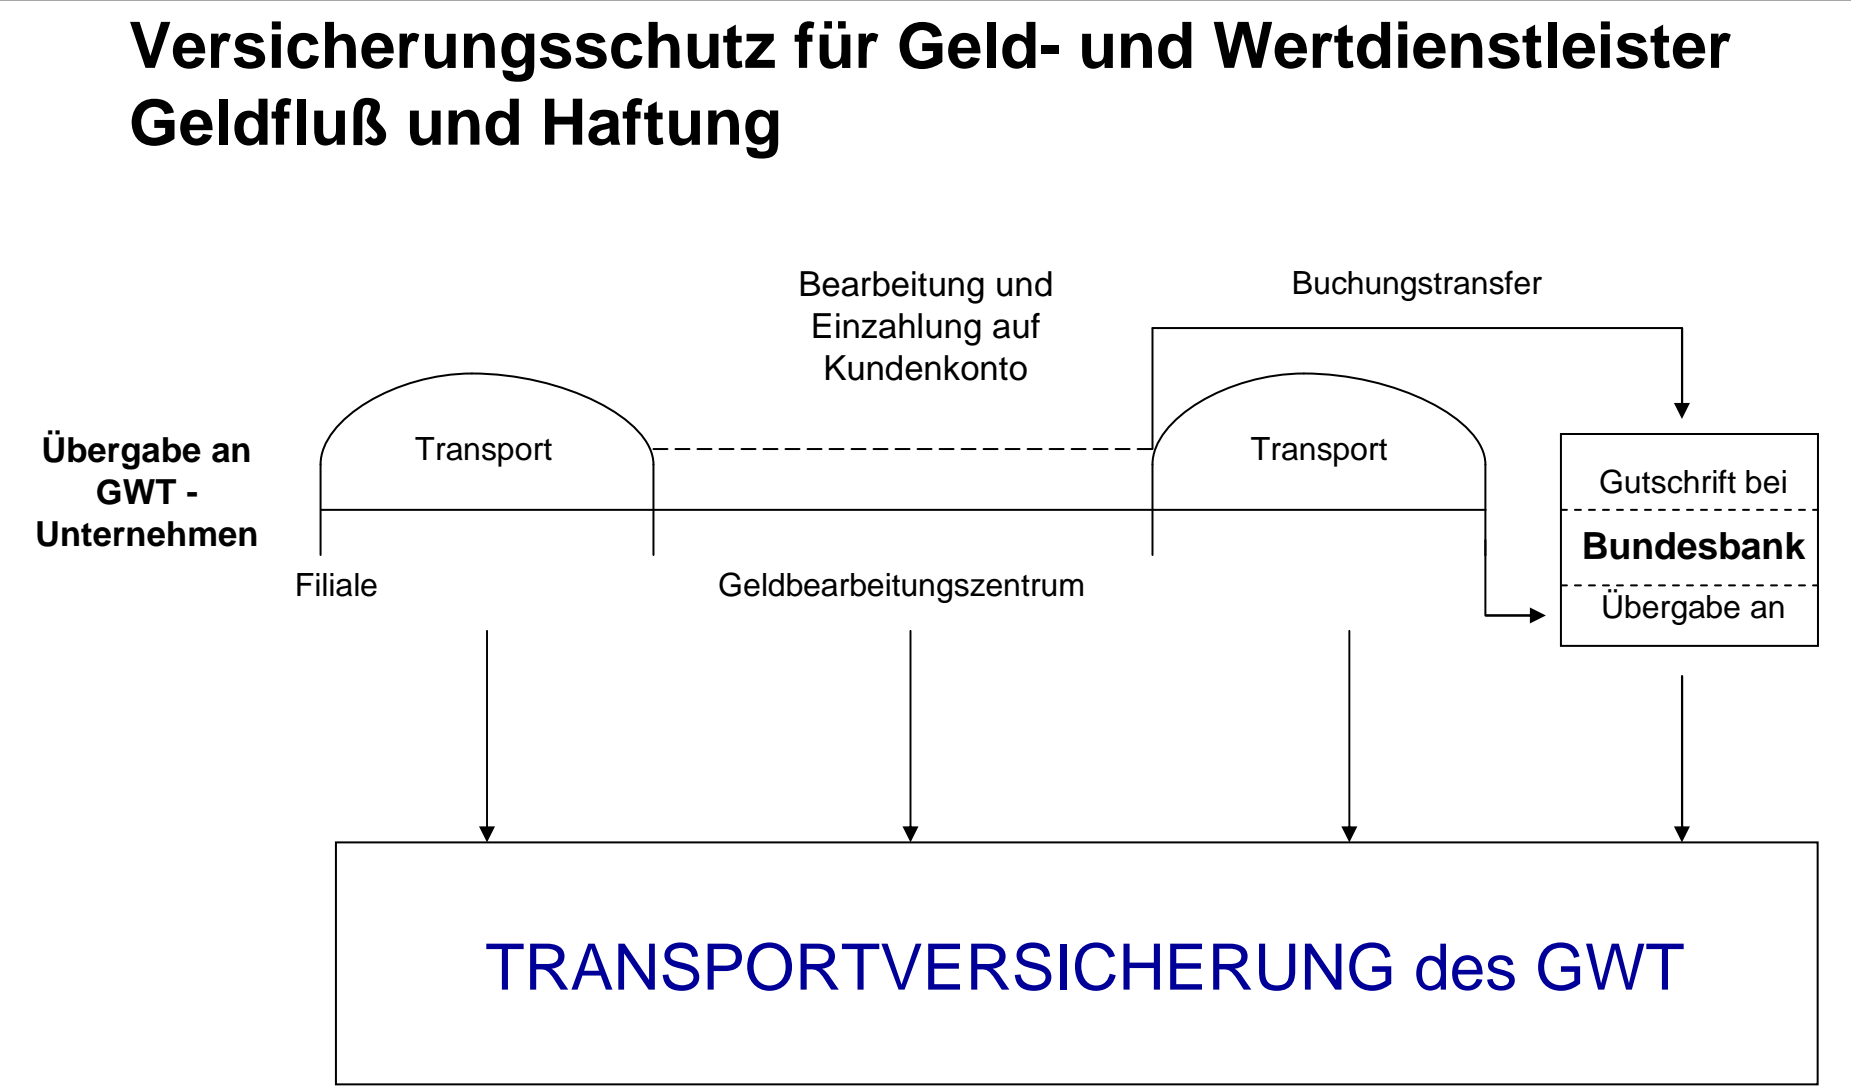 Versicherungsschutz für Geld- und Wertdienstleister
Geldfluß und Haftung
Bearbeitung und
Einzahlung auf
Kundenkonto
Buchungstransfer
Übergabe an
GWT -
Unternehmen
Transport
Transport
Gutschrift bei
Bundesbank
Übergabe an
Filiale
Geldbearbeitungszentrum
TRANSPORTVERSICHERUNG des GWT